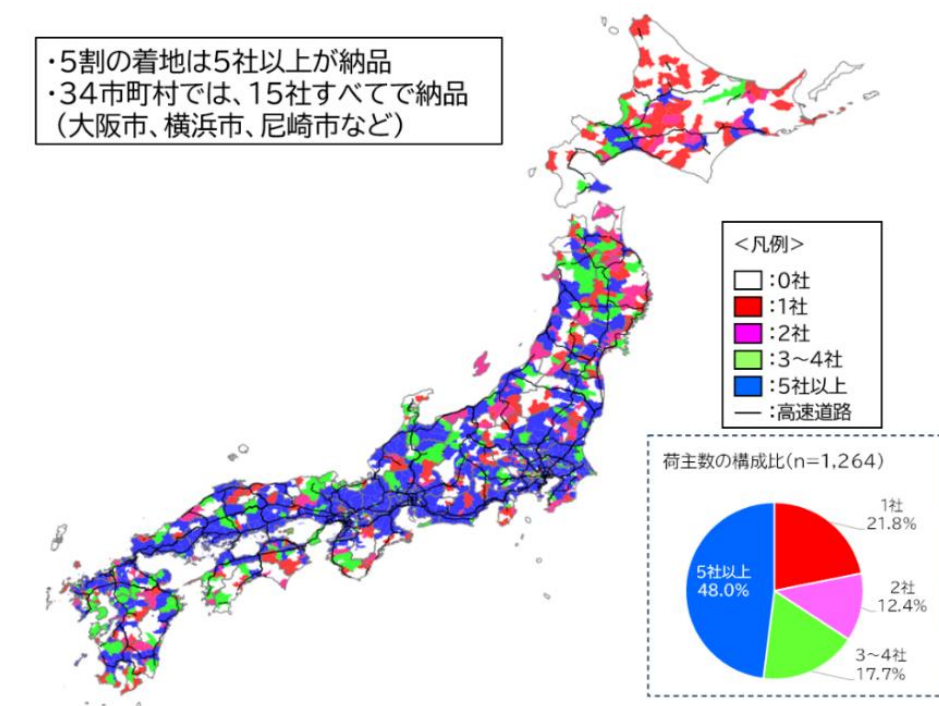 ・5割の着地は5社以上が納品
・34市町村では、15社すべてで納品
（大阪市、横浜市、尼崎市など）
＜凡例＞
：0社
：1社
：2社
：3～4社
：5社以上
：高速道路
荷主数の構成比(n=1,264)
1社
21.8%
5社以上
48.0%
2社
12.4%
3～4社
17.7%